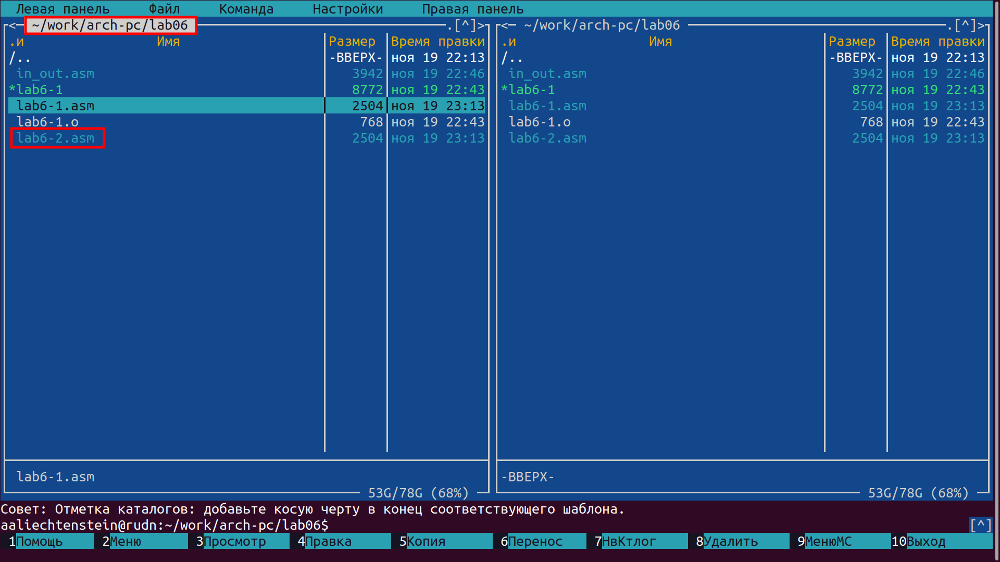 Левая панель Файл Команда Настройки Правая панель
<─ ~/work/arch-pc/lab06 ─.[^]>
.и Имя Размер Время правки
/.. -ВВЕРХ- ноя 19 22:13
in_out.asm 3942 ноя 19 22:46
*lab6-1 8772 ноя 19 22:43
lab6-1.asm 2504 ноя 19 23:13
lab6-1.o 768 ноя 19 22:43
lab6-2.asm 2504 ноя 19 23:13
lab6-1.asm
53G/78G (68%)
<─ ~/work/arch-pc/lab06 ─.[^]>
.и Имя Размер Время правки
/.. -ВВЕРХ- ноя 19 22:13
in_out.asm 3942 ноя 19 22:46
*lab6-1 8772 ноя 19 22:43
lab6-1.asm 2504 ноя 19 23:13
lab6-1.o 768 ноя 19 22:43
lab6-2.asm 2504 ноя 19 23:13
-ВВЕРХ-
53G/78G (68%)
Совет: Отметка каталогов: добавьте косую черту в конец соответствующего шаблона.
aaliechtenstein@rudn:~/work/arch-pc/lab06$ [^]
1Помощь 2Меню 3Просмотр 4Правка 5Копия 6Перенос 7НвКтлог 8Удалить 9МенюMC 10Выход